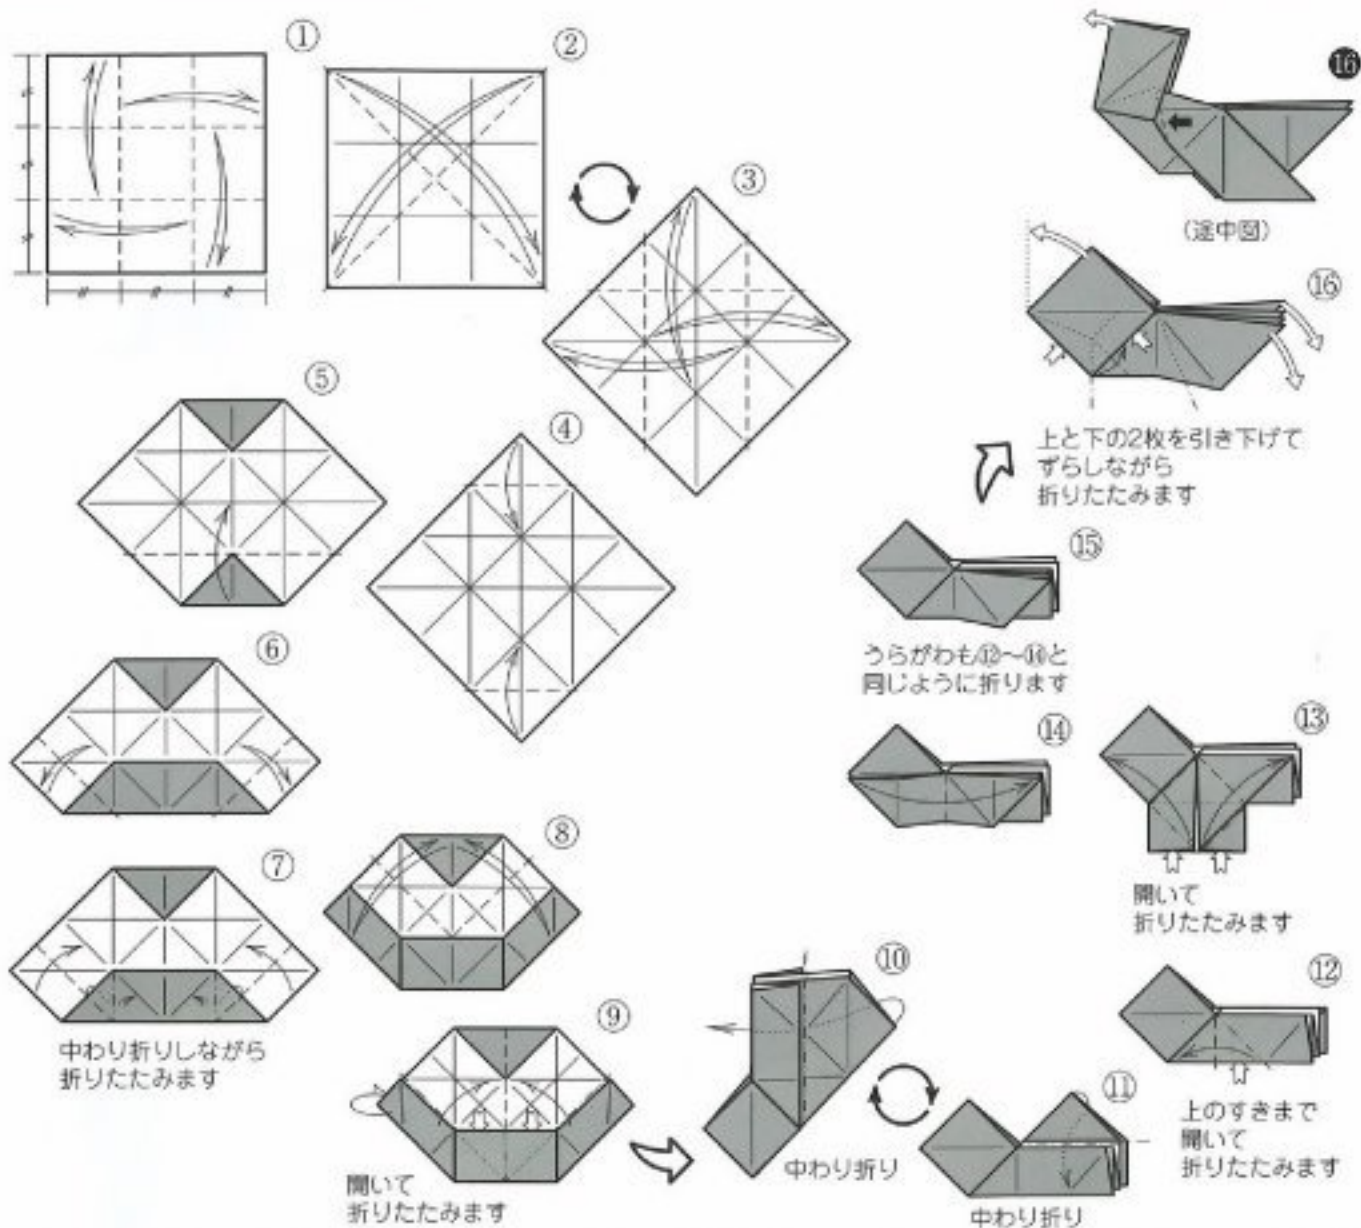 ①
②
③
④
⑤
⑥
⑦
中わり折りしながら
折りたたみます
⑧
⑨
開いて
折りたたみます
⑩
中わり折り
⑪
中わり折り
⑫
上のすきまで
開いて
折りたたみます
⑬
開いて
折りたたみます
⑭
⑮
うらがわも⑫〜⑭と
同じように折ります
⑯
上と下の2枚を引き下げて
ずらしながら
折りたたみます
⓰
(途中図)